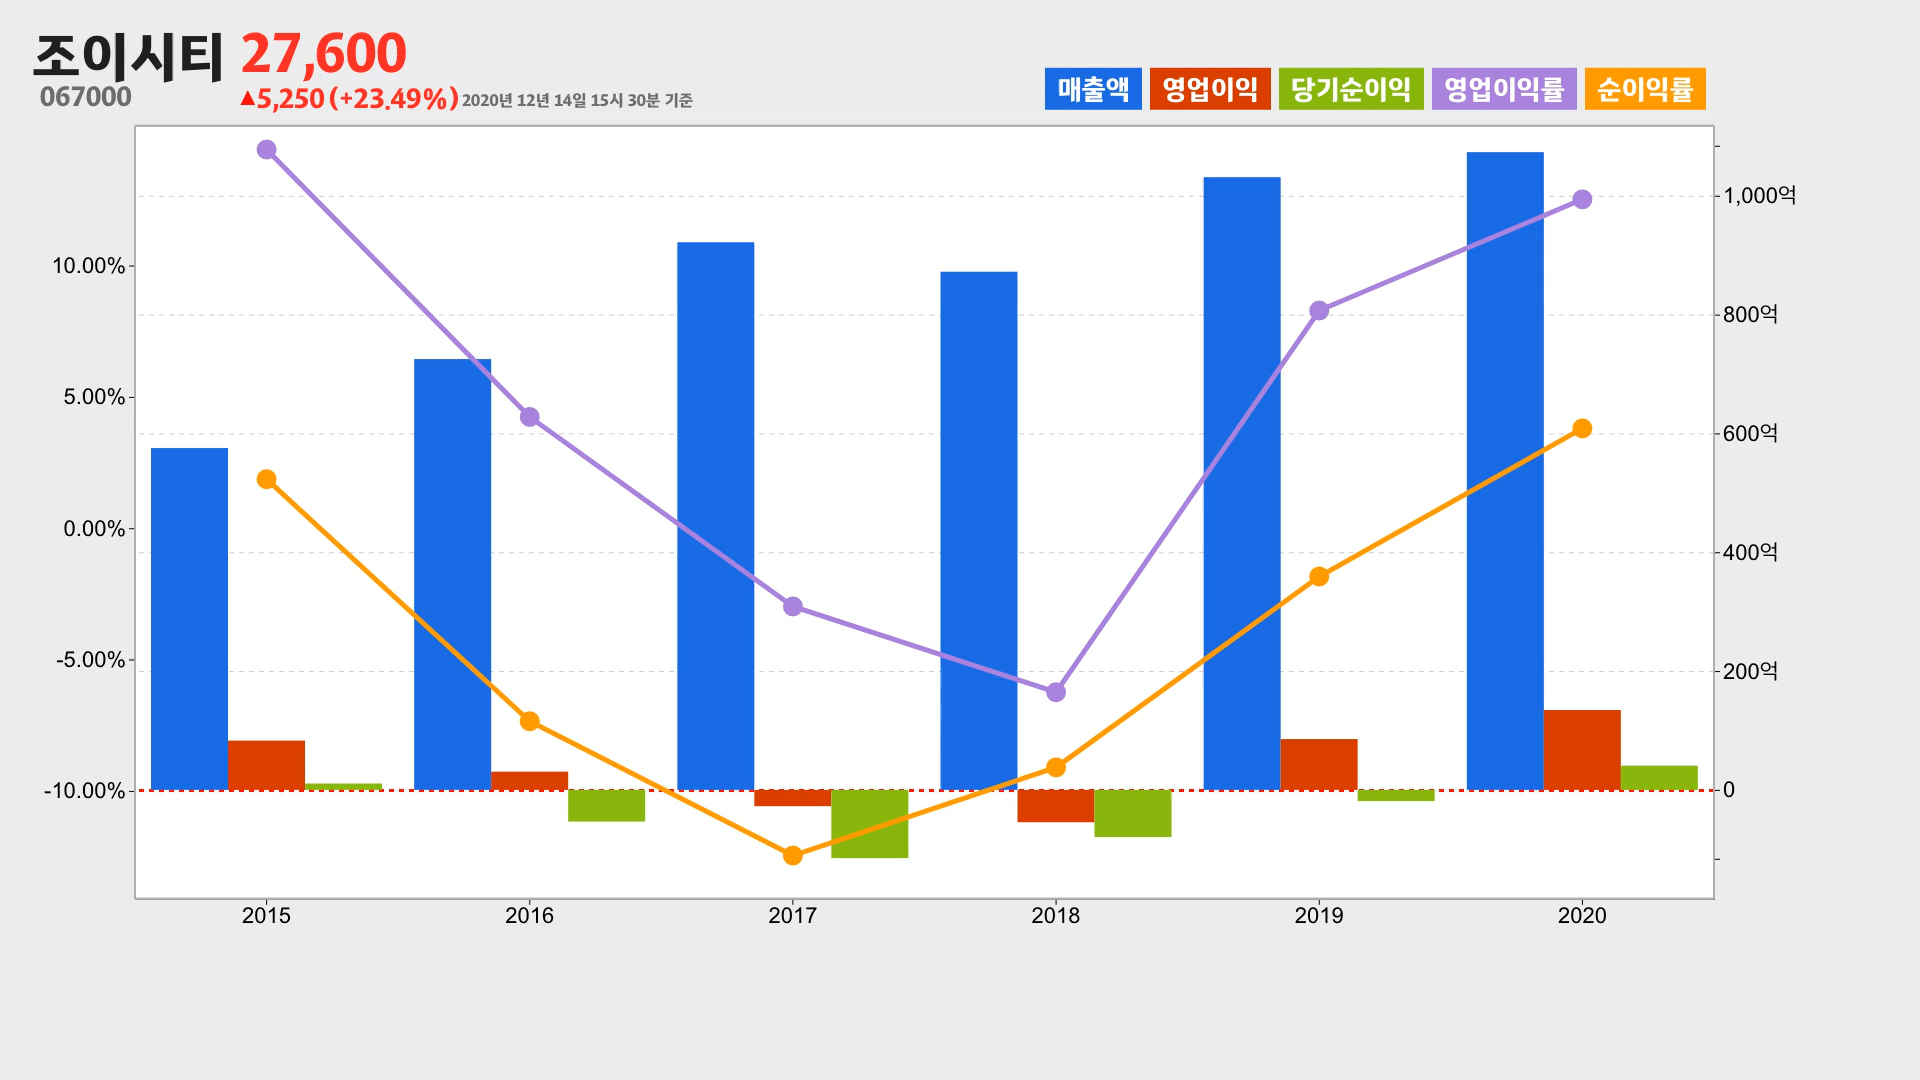 조이시티 27,600
067000
▲5,250 (+23.49%) 2020년 12년 14일 15시 30분 기준
매출액 영업이익 당기순이익 영업이익률 순이익률
10.00%
5.00%
0.00%
-5.00%
-10.00%
1,000억
800억
600억
400억
200억
0
2015 2016 2017 2018 2019 2020